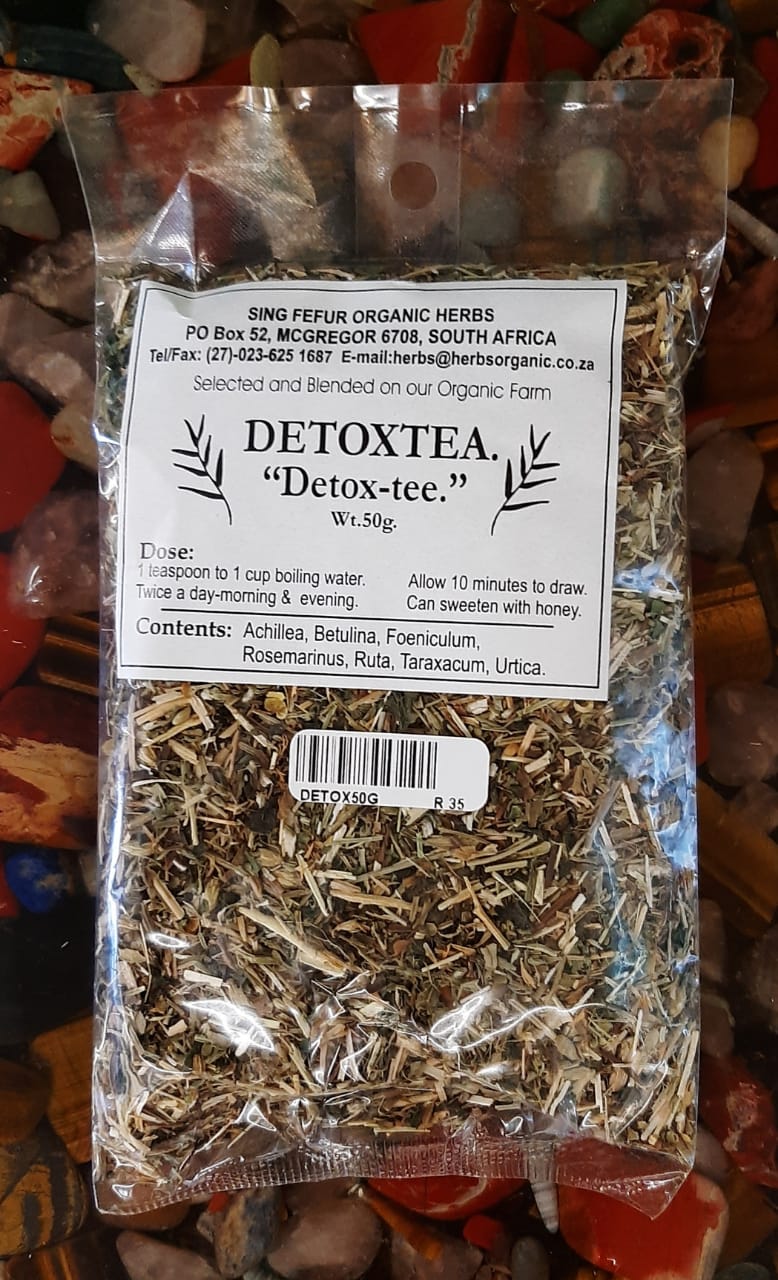 SING FEFUR ORGANIC HERBS
PO Box 52, MCGREGOR 6708, SOUTH AFRICA
Tel/Fax: (27)-023-625 1687 E-mail:herbs@herbsorganic.co.za
Selected and Blended on our Organic Farm
DETOXTEA.
“Detox-tee.”
Wt.50g.
Dose:
1 teaspoon to 1 cup boiling water. Allow 10 minutes to draw.
Twice a day-morning & evening. Can sweeten with honey.
Contents: Achillea, Betulina, Foeniculum,
Rosemarinus, Ruta, Taraxacum, Urtica.
DETOX50G R 35